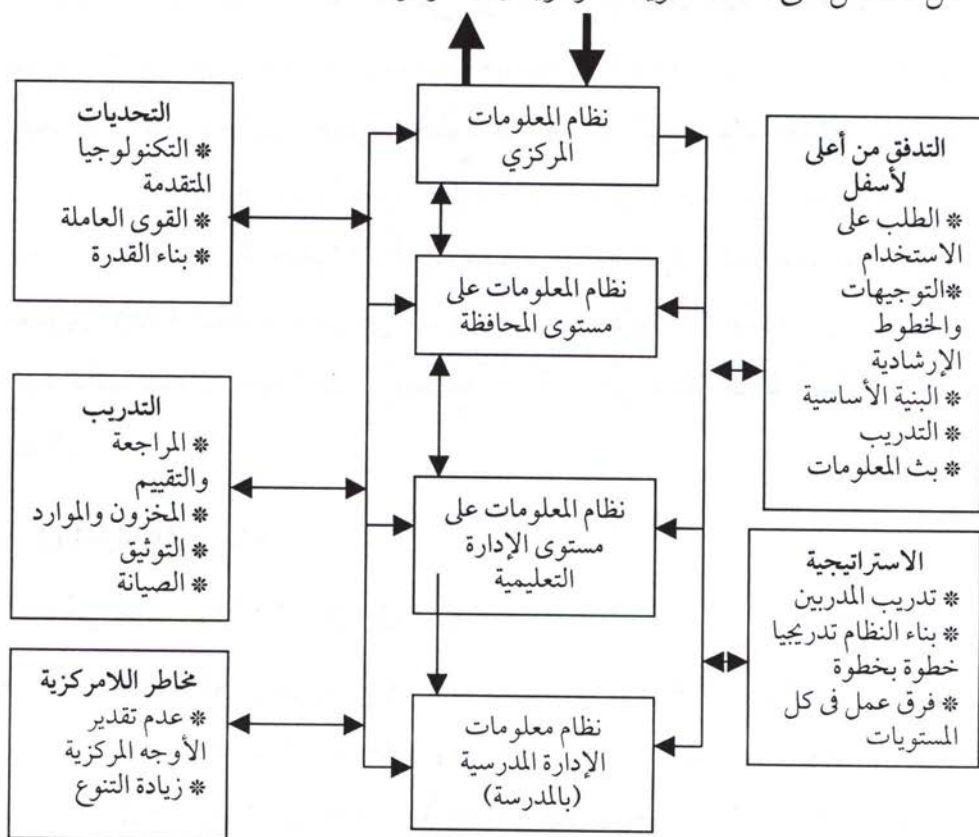 التحديات
* التكنولوجيا
المتقدمة
* القوى العاملة
* بناء القدرة
التدريب
* المراجعة
والتقييم
* المخزون والموارد
* التوثيق
* الصيانة
مخاطر اللامركزية
* عدم تقدير
الأوجه المركزية
* زيادة التنوع
نظام المعلومات
المركزي
نظام المعلومات على
مستوى المحافظة
نظام المعلومات على
مستوى الإدارة
التعليمية
نظام معلومات
الإدارة المدرسية
(بالمدرسة)
التدفق من أعلى
لأسفل
* الطلب على
الاستخدام
*التوجيهات
والخطوط
الإرشادية
* البنية الأساسية
* التدريب
* بث المعلومات
الاستراتيجية
* تدريب المدربين
* بناء النظام تدريجيا
خطوة بخطوة
* فرق عمل فى كل
المستويات